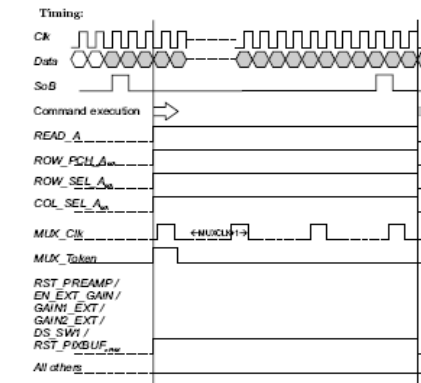 Timing:
Clk
Data
SoB
Command execution
READ_A
ROW_PCH_A
ROW_SEL_A
COL_SEL_A
MUX_Clk
MUX_Token
RST_PREAMP /
EN_EXT_GAIN /
GAIN1_EXT /
GAIN2_EXT /
DS_SW1 /
RST_PIXBUF
All others